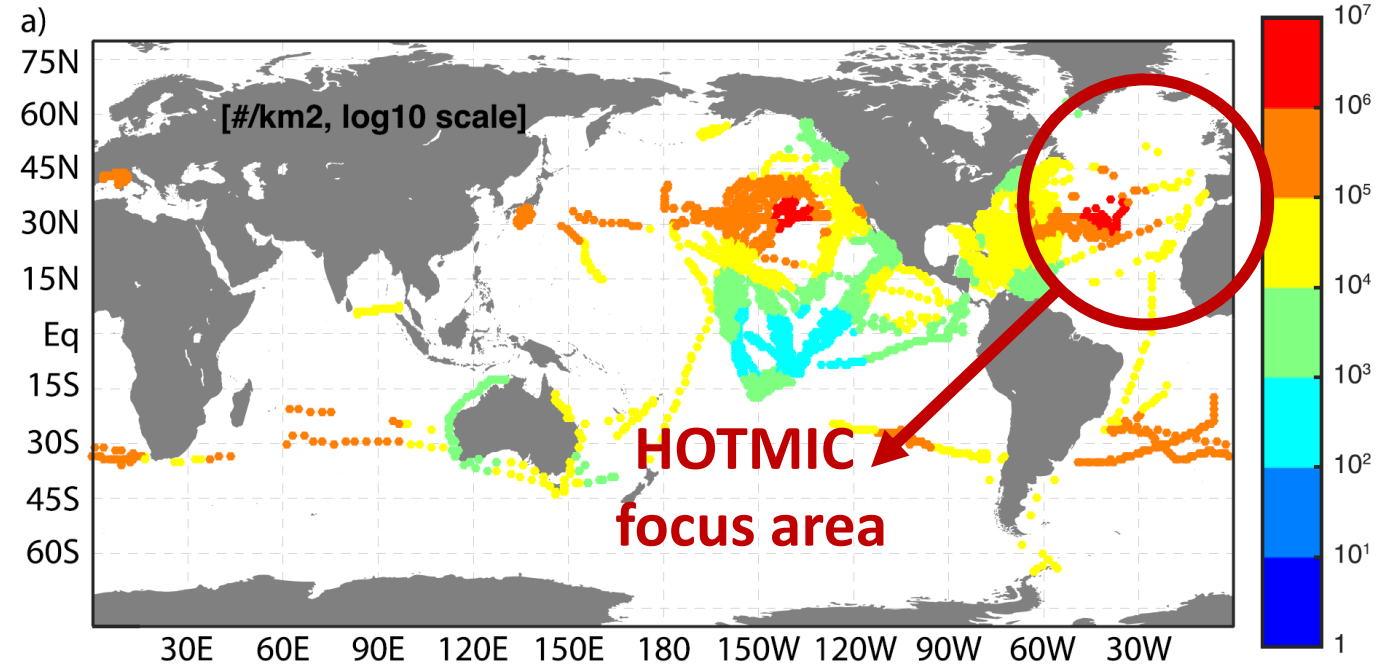 a)
[#/km2, log10 scale]
75N
60N
45N
30N
15N
Eq
15S
30S
45S
60S
30E 60E 90E 120E 150E 180 150W 120W 90W 60W 30W
HOTMIC
focus area
10⁷
10⁶
10⁵
10⁴
10³
10²
10¹
1